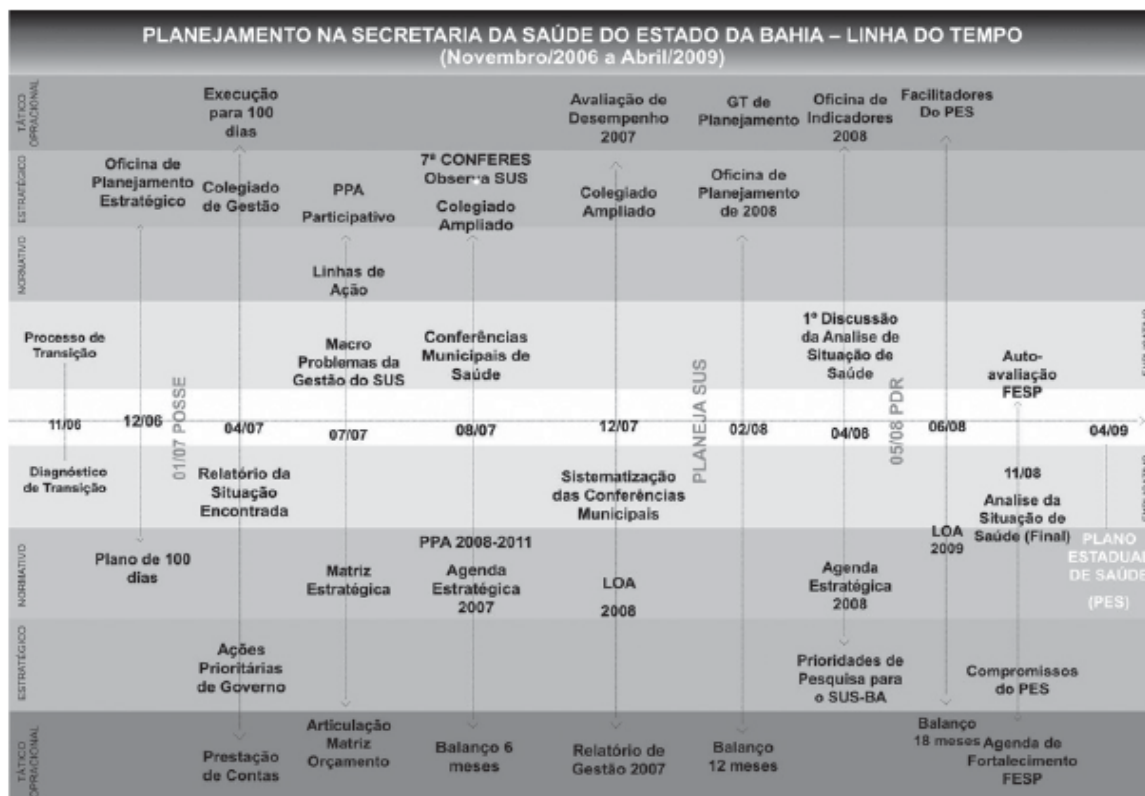 PLANEJAMENTO NA SECRETARIA DA SAÚDE DO ESTADO DA BAHIA – LINHA DO TEMPO
(Novembro/2006 a Abril/2009)
TÁTICO
OPRACIONAL
Execução
para 100
dias
Avaliação de
Desempenho
2007
GT de
Planejamento
Oficina de
Indicadores
2008
Facilitadores
Do PES
ESTRATÉGICO
Oficina de
Planejamento
Estratégico
Colegiado
de Gestão
PPA
Participativo
7ª CONFERES
Observa SUS
Colegiado
Ampliado
Colegiado
Ampliado
Oficina de
Planejamento
de 2008
NORMATIVO
Linhas de
Ação
Processo de
Transição
Macro
Problemas da
Gestão do SUS
Conferências
Municipais de
Saúde
1ª Discussão
da Analise de
Situação de
Saúde
Auto-
avaliação
FESP
11/06
12/06
01/07 POSSE
04/07
07/07
08/07
12/07
PLANEJA SUS
02/08
04/08
05/08 PDR
06/08
04/09
Diagnóstico
de Transição
Relatório da
Situação
Encontrada
Sistematização
das Conferências
Municipais
11/08
Analise da
Situação de
Saúde (Final)
NORMATIVO
Plano de 100
dias
Matriz
Estratégica
PPA 2008-2011
Agenda
Estratégica
2007
LOA
2008
Agenda
Estratégica
2008
LOA
2009
PLANO
ESTADUAL
DE SAÚDE
(PES)
ESTRATÉGICO
Ações
Prioritárias
de Governo
Prioridades de
Pesquisa para
o SUS-BA
Compromissos
do PES
TÁTICO
OPRACIONAL
Prestação
de Contas
Articulação
Matriz
Orçamento
Balanço 6
meses
Relatório de
Gestão 2007
Balanço
12 meses
Balanço
18 meses
Agenda de
Fortalecimento
FESP